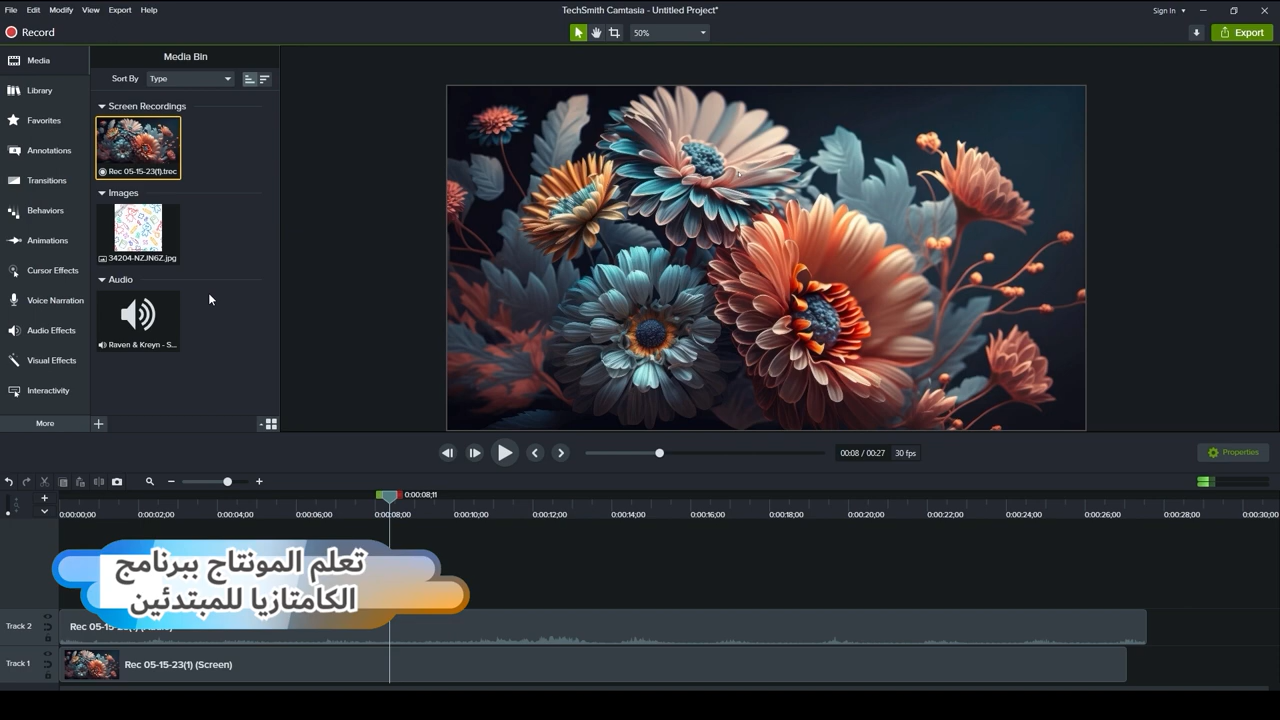 File Edit Modify View Export Help
TechSmith Camtasia - Untitled Project*
Sign In
Record
50%
Export
Media
Library
Favorites
Annotations
Transitions
Behaviors
Animations
Cursor Effects
Voice Narration
Audio Effects
Visual Effects
Interactivity
More
Media Bin
Sort By Type
Screen Recordings
Rec 05-15-23(1).trec
Images
34204-NZJN6Z.jpg
Audio
Raven & Kreyn - S...
00:08 / 00:27 30 fps
Properties
0:00:08;11
0:00:00;00 0:00:02;00 0:00:04;00 0:00:06;00 0:00:08;00 0:00:10;00 0:00:12;00 0:00:14;00 0:00:16;00 0:00:18;00 0:00:20;00 0:00:22;00 0:00:24;00 0:00:26;00 0:00:28;00 0:00:30;00
تعلم المونتاج ببرنامج
الكامتازيا للمبتدئين
Track 2
Rec 05-15
Track 1
Rec 05-15-23(1) (Screen)